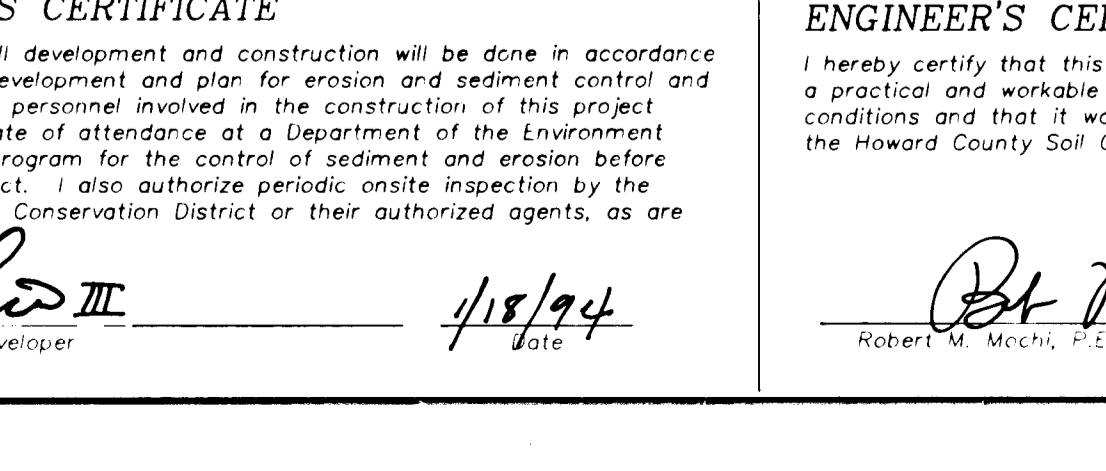 S CERTIFICATE
ll development and construction will be done in accordance
evelopment and plan for erosion and sediment control and
personnel involved in the construction of this project
ate of attendance at a Department of the Environment
rogram for the control of sediment and erosion before
ct. I also authorize periodic onsite inspection by the
Conservation District or their authorized agents, as are
III
1/18/94
veloper
Date
ENGINEER'S CE
I hereby certify that this
a practical and workable
conditions and that it wa
the Howard County Soil C
Bob
Robert M. Mochi, P.E